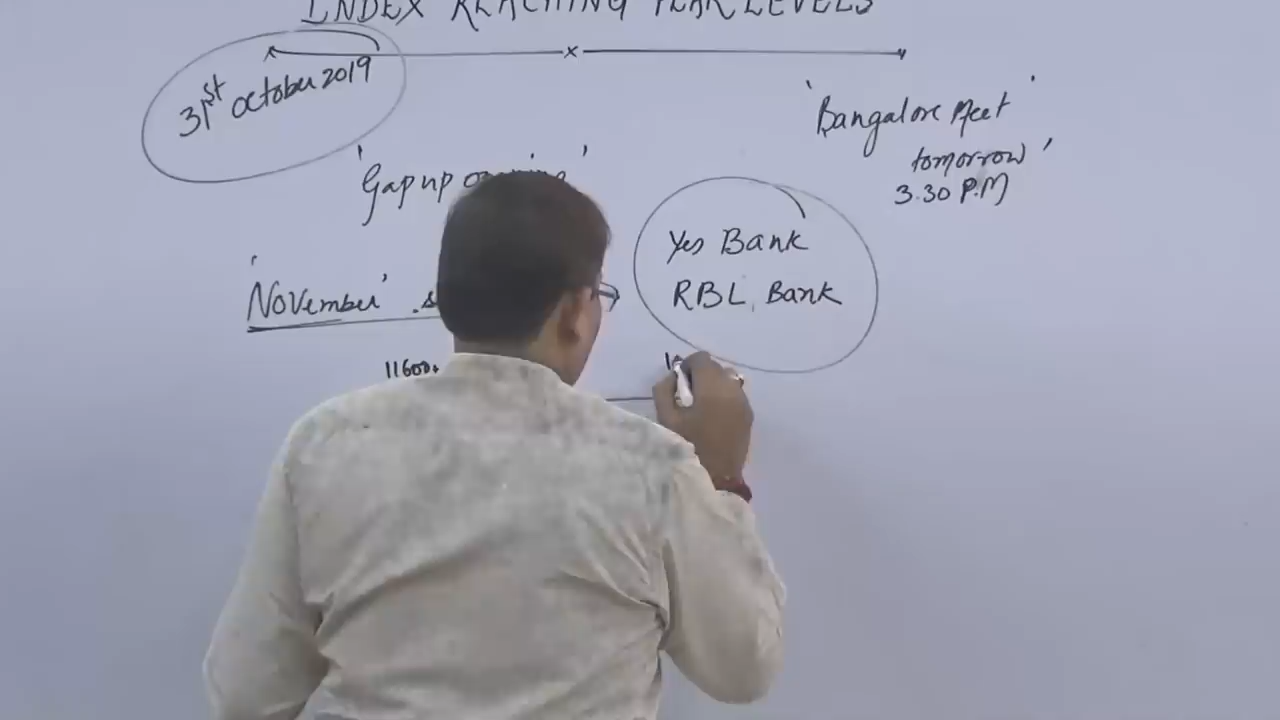 INDEX REACHING PEAK LEVELS
31st October 2019
'Bangalore Meet
tomorrow'
3.30 P.M
'Gap up opening'
Yes Bank
RBL Bank
'November'
11600